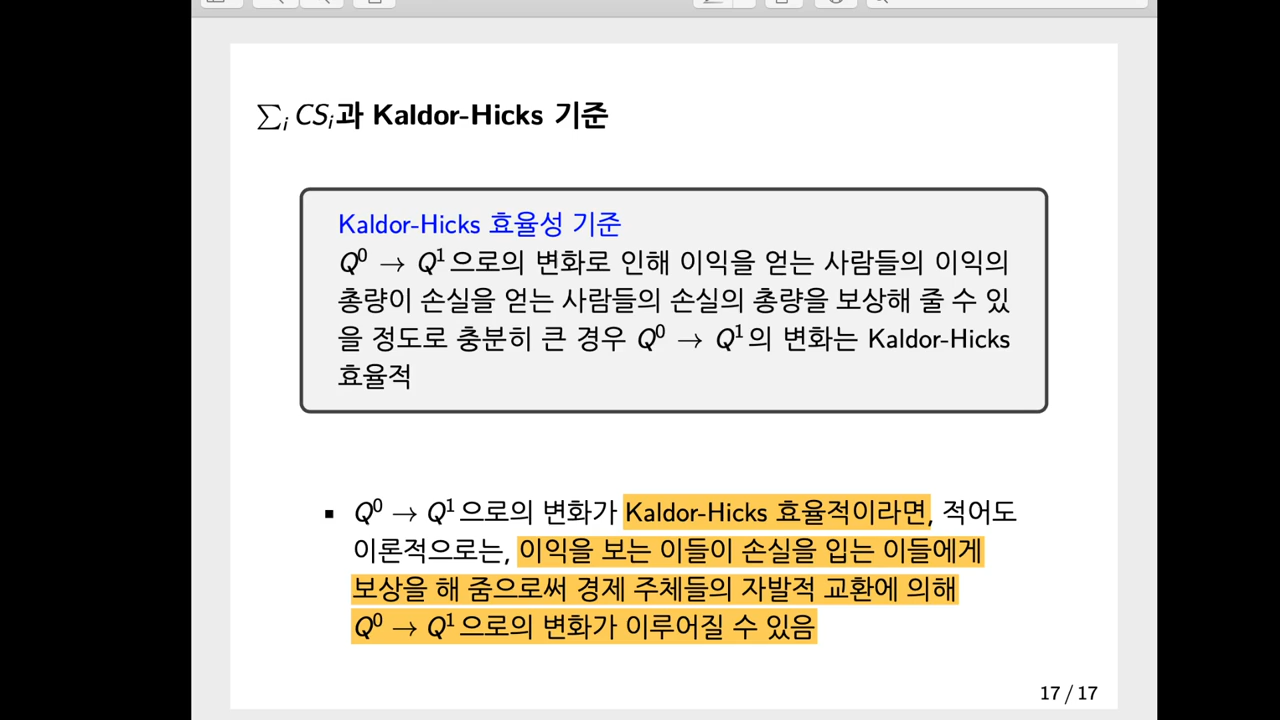 ∑ᵢ CSᵢ과 Kaldor-Hicks 기준
Kaldor-Hicks 효율성 기준
Q⁰ → Q¹으로의 변화로 인해 이익을 얻는 사람들의 이익의
총량이 손실을 얻는 사람들의 손실의 총량을 보상해 줄 수 있
을 정도로 충분히 큰 경우 Q⁰ → Q¹의 변화는 Kaldor-Hicks
효율적
▪ Q⁰ → Q¹으로의 변화가 Kaldor-Hicks 효율적이라면, 적어도
이론적으로는, 이익을 보는 이들이 손실을 입는 이들에게
보상을 해 줌으로써 경제 주체들의 자발적 교환에 의해
Q⁰ → Q¹으로의 변화가 이루어질 수 있음
17 / 17